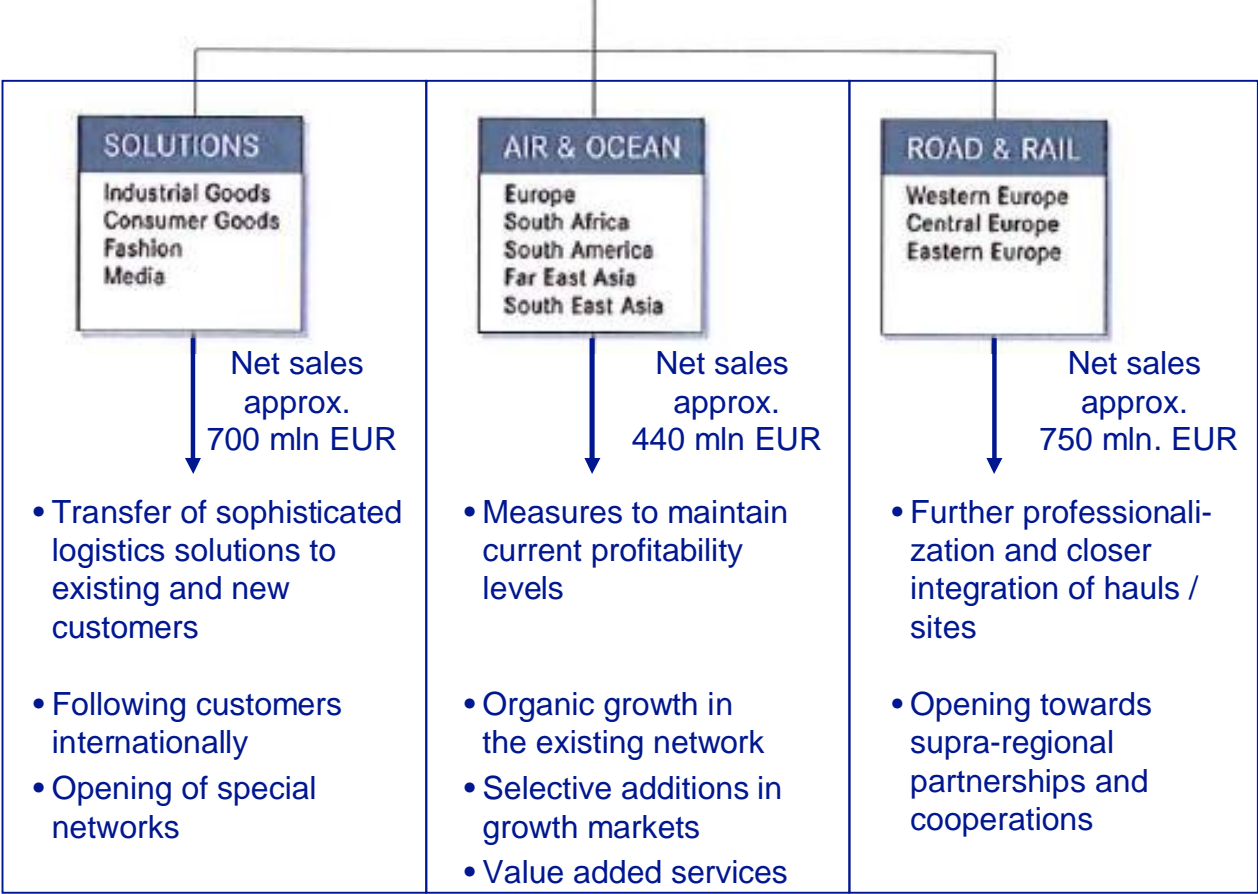 SOLUTIONS
Industrial Goods
Consumer Goods
Fashion
Media
Net sales
approx.
700 mln EUR
• Transfer of sophisticated
logistics solutions to
existing and new
customers
• Following customers
internally
• Opening of special
networks
AIR & OCEAN
Europe
South Africa
South America
Far East Asia
South East Asia
Net sales
approx.
440 mln EUR
• Measures to maintain
current profitability
levels
• Organic growth in
the existing network
• Selective additions in
growth markets
• Value added services
ROAD & RAIL
Western Europe
Central Europe
Eastern Europe
Net sales
approx.
750 mln. EUR
• Further professionali-
zation and closer
integration of hauls /
sites
• Opening towards
supra-regional
partnerships and
cooperations